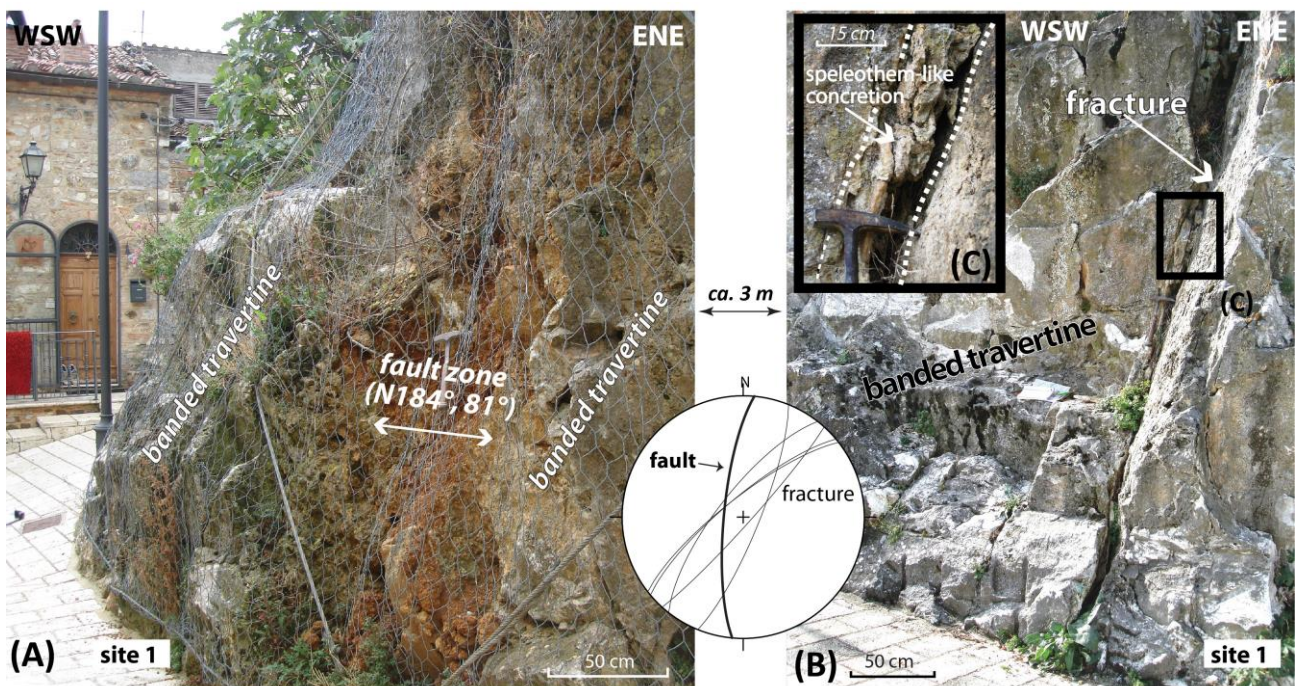 WSW
ENE
banded travertine
fault zone
(N184°, 81°)
banded travertine
(A)
site 1
50 cm
ca. 3 m
N
fault
fracture
15 cm
speleothem-like
concretion
(C)
WSW
ENE
fracture
(C)
banded travertine
(B)
50 cm
site 1